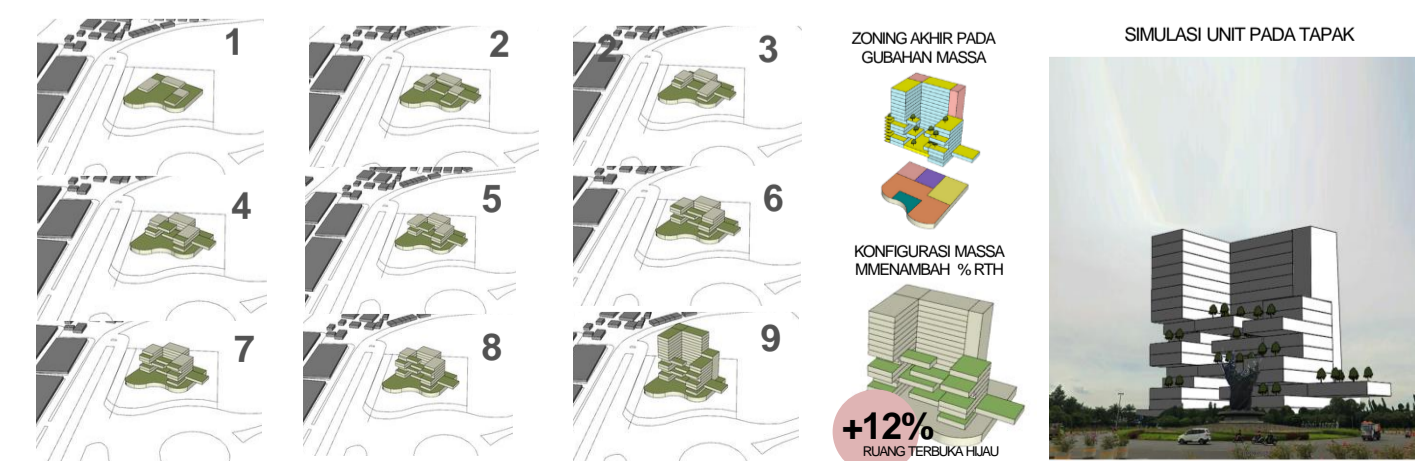 1
2
2
3
4
5
6
7
8
9
ZONING AKHIR PADA
GUBAHAN MASSA
KONFIGURASI MASSA
MMENAMBAH % RTH
+12%
RUANG TERBUKA HIJAU
SIMULASI UNIT PADA TAPAK